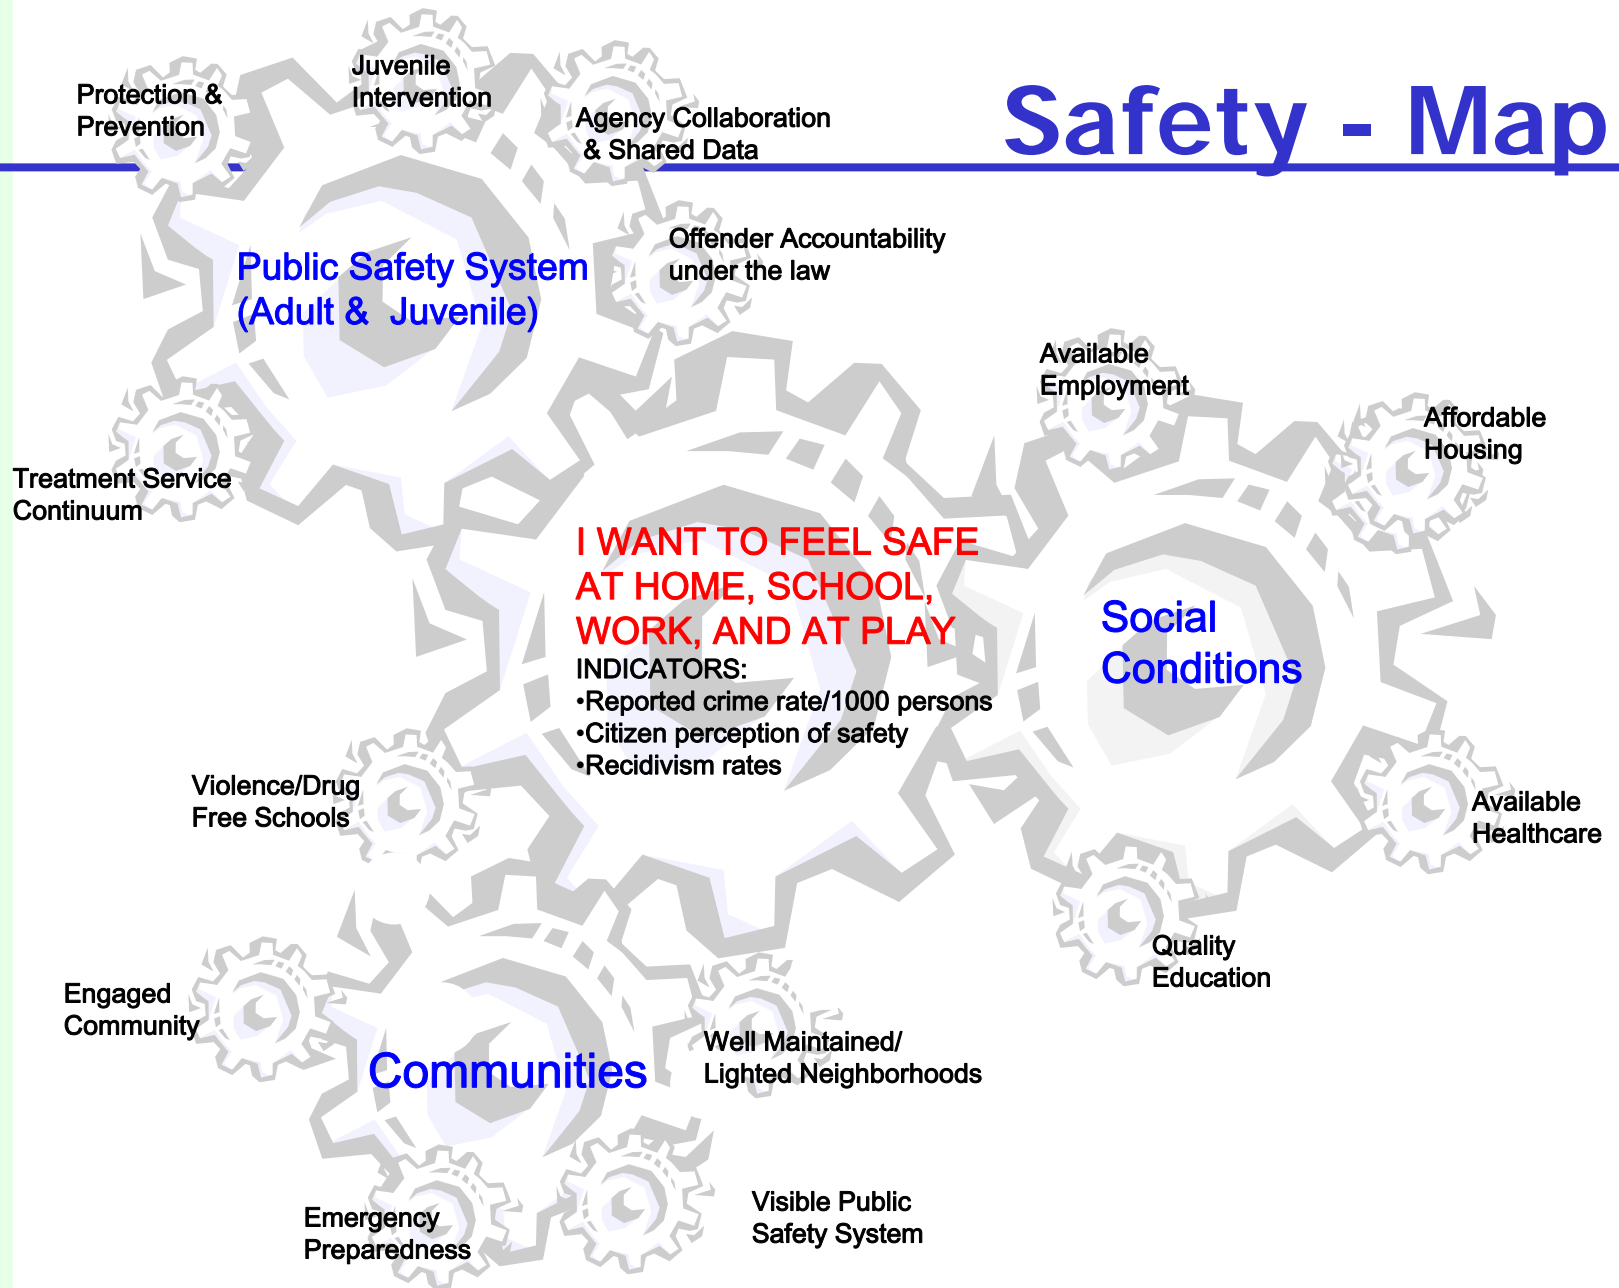 Safety - Map
Juvenile
Intervention
Protection &
Prevention
Agency Collaboration
& Shared Data
Offender Accountability
under the law
Public Safety System
(Adult &  Juvenile)
Treatment Service
Continuum
Available
Employment
Affordable
Housing
I WANT TO FEEL SAFE
AT HOME, SCHOOL,
WORK, AND AT PLAY
INDICATORS:
•Reported crime rate/1000 persons
•Citizen perception of safety
•Recidivism rates
Social
Conditions
Violence/Drug
Free Schools
Available
Healthcare
Quality
Education
Engaged
Community
Communities
Well Maintained/
Lighted Neighborhoods
Emergency
Preparedness
Visible Public
Safety System